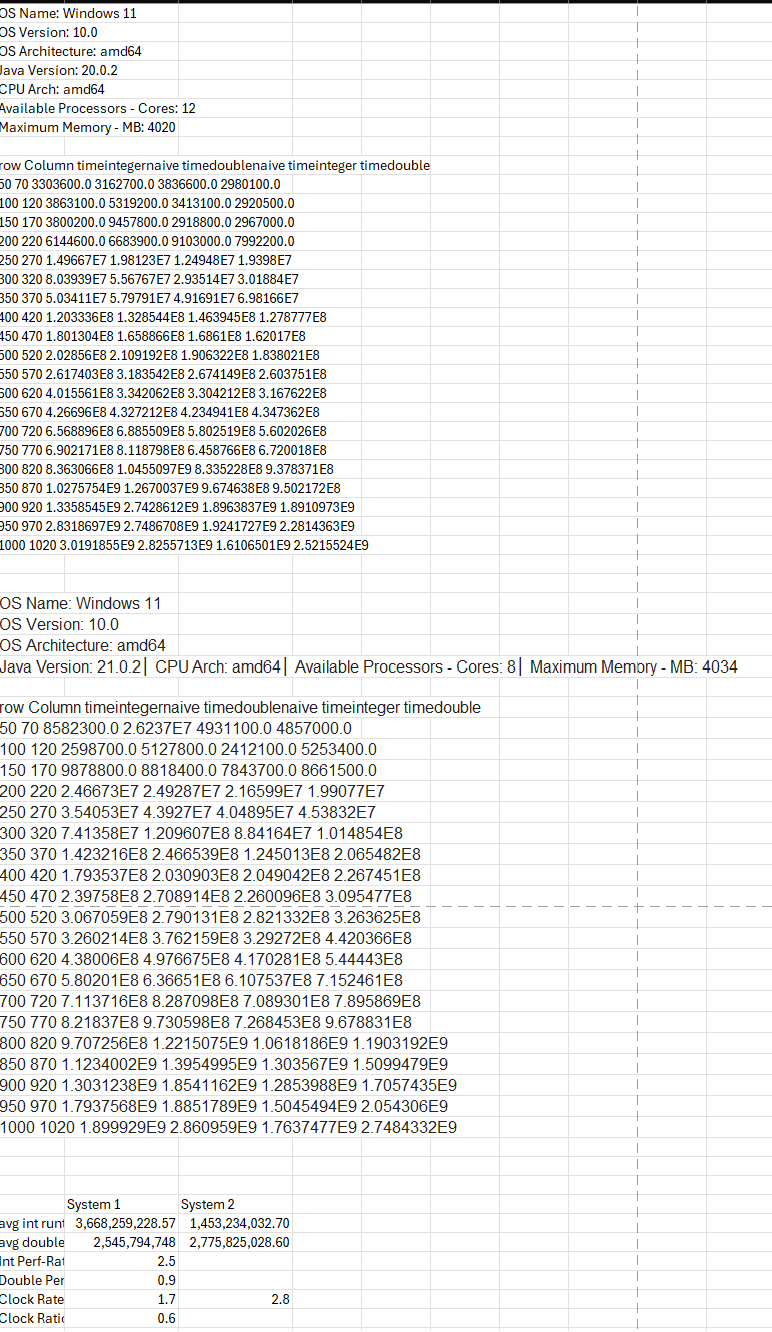 OS Name: Windows 11
OS Version: 10.0
OS Architecture: amd64
Java Version: 20.0.2
CPU Arch: amd64
Available Processors - Cores: 12
Maximum Memory - MB: 4020
row Column timeintegernaive timedoublenaive timeinteger timedouble
50 70 3303600.0 3162700.0 3836600.0 2980100.0
100 120 3863100.0 5319200.0 3413100.0 2920500.0
150 170 3800200.0 9457800.0 2918800.0 2967000.0
200 220 6144600.0 6683900.0 9103000.0 7992200.0
250 270 1.49667E7 1.98123E7 1.24948E7 1.9398E7
300 320 8.03939E7 5.56767E7 2.93514E7 3.01884E7
350 370 5.03411E7 5.79791E7 4.91691E7 6.98166E7
400 420 1.203336E8 1.328544E8 1.463945E8 1.278777E8
450 470 1.801304E8 1.658866E8 1.6861E8 1.62017E8
500 520 2.02856E8 2.109192E8 1.906322E8 1.838021E8
550 570 2.617403E8 3.183542E8 2.674149E8 2.603751E8
600 620 4.015561E8 3.342062E8 3.304212E8 3.167622E8
650 670 4.26696E8 4.327212E8 4.234941E8 4.347362E8
700 720 6.568896E8 6.885509E8 5.802519E8 5.602026E8
750 770 6.902171E8 8.118798E8 6.458766E8 6.720018E8
800 820 8.363066E8 1.0455097E9 8.335228E8 9.378371E8
850 870 1.0275754E9 1.2670037E9 9.674638E8 9.502172E8
900 920 1.3358545E9 2.7428612E9 1.8963837E9 1.8910973E9
950 970 2.8318697E9 2.7486708E9 1.9241727E9 2.2814363E9
1000 1020 3.0191855E9 2.8255713E9 1.6106501E9 2.5215524E9
OS Name: Windows 11
OS Version: 10.0
OS Architecture: amd64
Java Version: 21.0.2| CPU Arch: amd64| Available Processors - Cores: 8| Maximum Memory - MB: 4034
row Column timeintegernaive timedoublenaive timeinteger timedouble
50 70 8582300.0 2.6237E7 4931100.0 4857000.0
100 120 2598700.0 5127800.0 2412100.0 5253400.0
150 170 9878800.0 8818400.0 7843700.0 8661500.0
200 220 2.46673E7 2.49287E7 2.16599E7 1.99077E7
250 270 3.54053E7 4.3927E7 4.04895E7 4.53832E7
300 320 7.41358E7 1.209607E8 8.84164E7 1.014854E8
350 370 1.423216E8 2.466539E8 1.245013E8 2.065482E8
400 420 1.793537E8 2.030903E8 2.049042E8 2.267451E8
450 470 2.39758E8 2.708914E8 2.260096E8 3.095477E8
500 520 3.067059E8 2.790131E8 2.821332E8 3.263625E8
550 570 3.260214E8 3.762159E8 3.29272E8 4.420366E8
600 620 4.38006E8 4.976675E8 4.170281E8 5.44443E8
650 670 5.80201E8 6.36651E8 6.107537E8 7.152461E8
700 720 7.113716E8 8.287098E8 7.089301E8 7.895869E8
750 770 8.21837E8 9.730598E8 7.268453E8 9.678831E8
800 820 9.707256E8 1.2215075E9 1.0618186E9 1.1903192E9
850 870 1.1234002E9 1.3954995E9 1.303567E9 1.5099479E9
900 920 1.3031238E9 1.8541162E9 1.2853988E9 1.7057435E9
950 970 1.7937568E9 1.8851789E9 1.5045494E9 2.054306E9
1000 1020 1.899929E9 2.860959E9 1.7637477E9 2.7484332E9
System 1 System 2
avg int runt 3,668,259,228.57 1,453,234,032.70
avg double 2,545,794,748 2,775,825,028.60
Int Perf-Rat 2.5
Double Per 0.9
Clock Rate 1.7 2.8
Clock Ratio 0.6